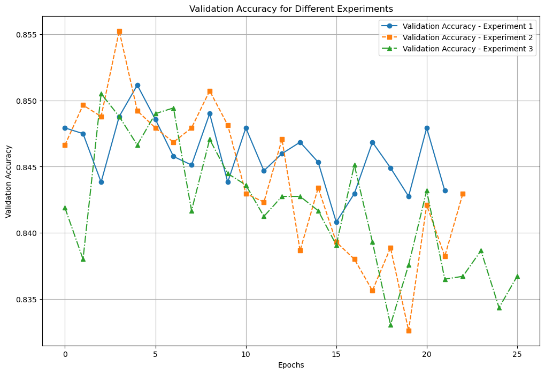 Validation Accuracy for Different Experiments
Validation Accuracy - Experiment 1
Validation Accuracy - Experiment 2
Validation Accuracy - Experiment 3
Validation Accuracy
0.855
0.850
0.845
0.840
0.835
0 5 10 15 20 25
Epochs